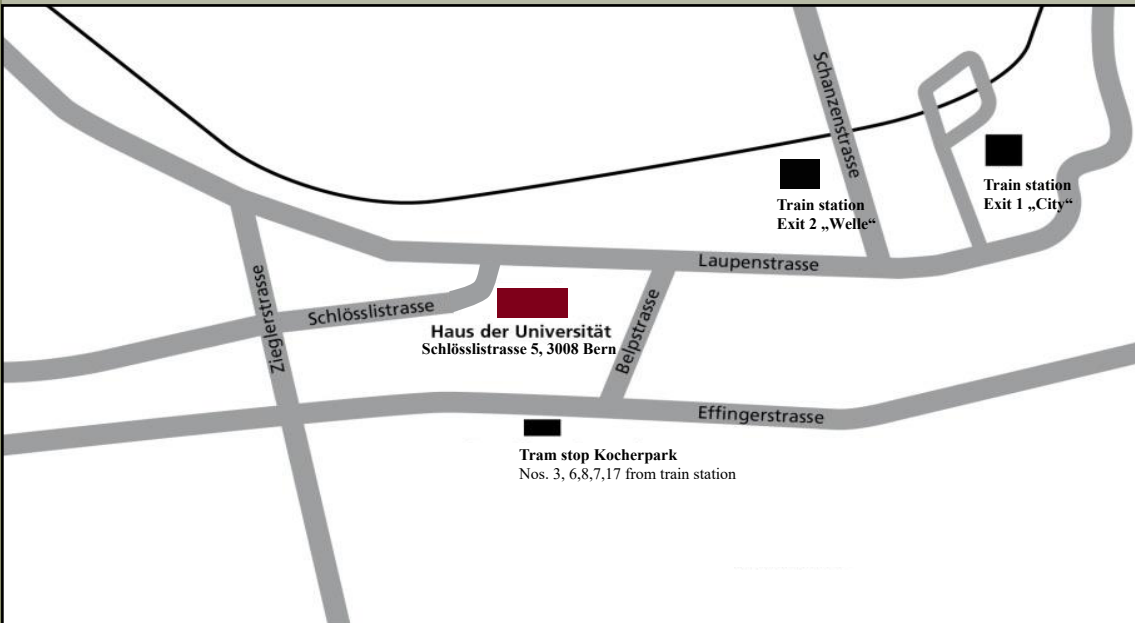 Schanzenstrasse
Train station
Exit 1 „City“
Train station
Exit 2 „Welle“
Laupenstrasse
Zieglerstrasse
Schlösslistrasse
Belpstrasse
Haus der Universität
Schlösslistrasse 5, 3008 Bern
Effingerstrasse
Tram stop Kocherpark
Nos. 3, 6,8,7,17 from train station